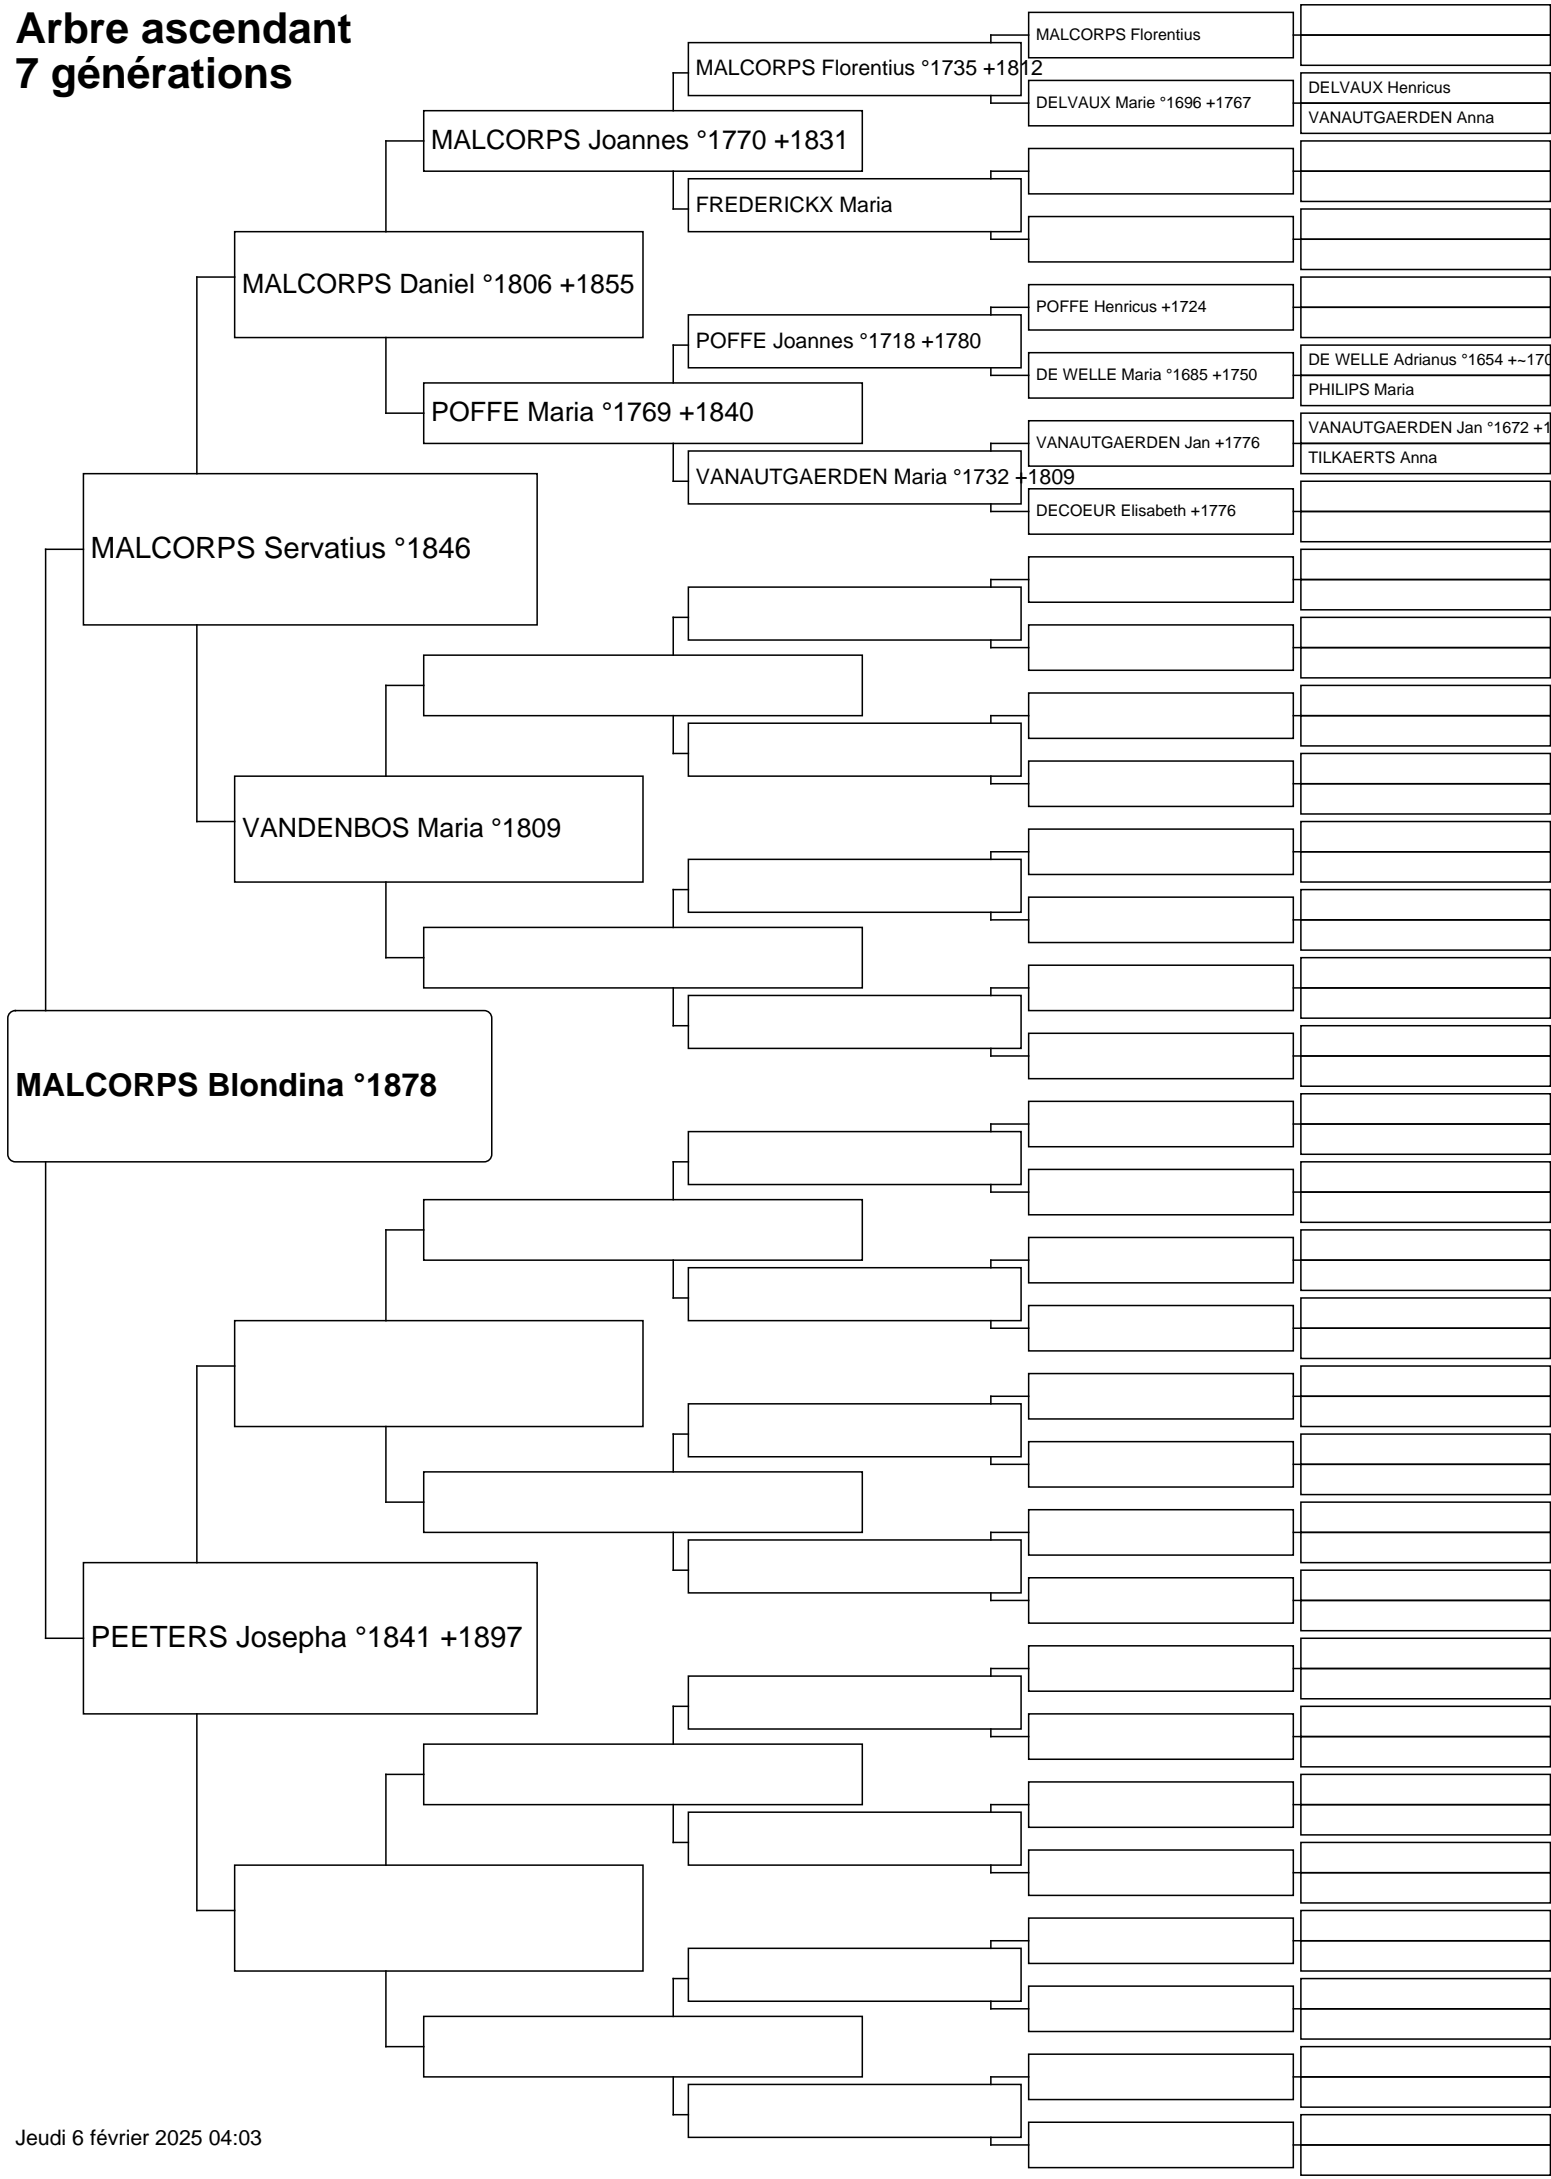 Arbre ascendant
7 générations
MALCORPS Florentius
MALCORPS Florentius °1735 +1812
DELVAUX Henricus
DELVAUX Marie °1696 +1767
VANAUTGAERDEN Anna
MALCORPS Joannes °1770 +1831
FREDERICKX Maria
MALCORPS Daniel °1806 +1855
POFFE Henricus +1724
POFFE Joannes °1718 +1780
DE WELLE Adrianus °1654 +~170
DE WELLE Maria °1685 +1750
PHILIPS Maria
POFFE Maria °1769 +1840
VANAUTGAERDEN Jan °1672 +1
VANAUTGAERDEN Jan +1776
TILKAERTS Anna
VANAUTGAERDEN Maria °1732 +1809
DECOEUR Elisabeth +1776
MALCORPS Servatius °1846
VANDENBOS Maria °1809
MALCORPS Blondina °1878
PEETERS Josepha °1841 +1897
Jeudi 6 février 2025 04:03